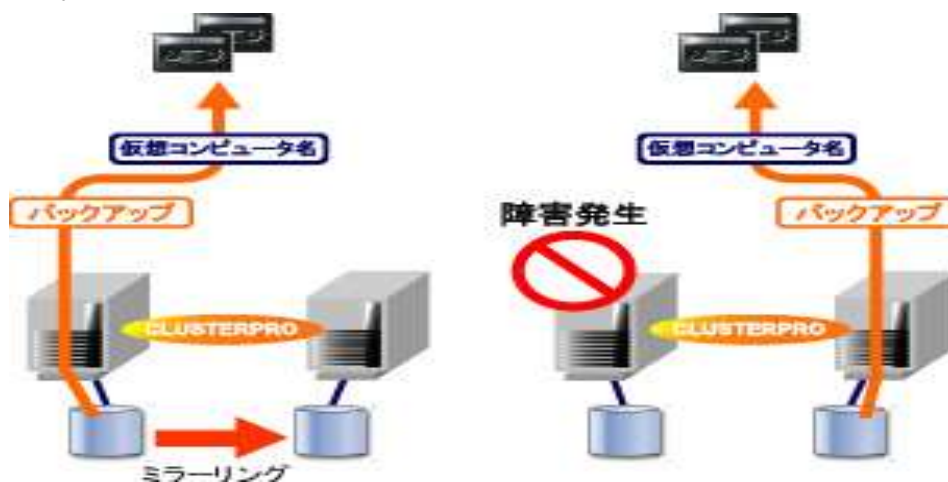 仮想コンピュータ名
バックアップ
CLUSTERPRO
ミラーリング
仮想コンピュータ名
障害発生
バックアップ
CLUSTERPRO